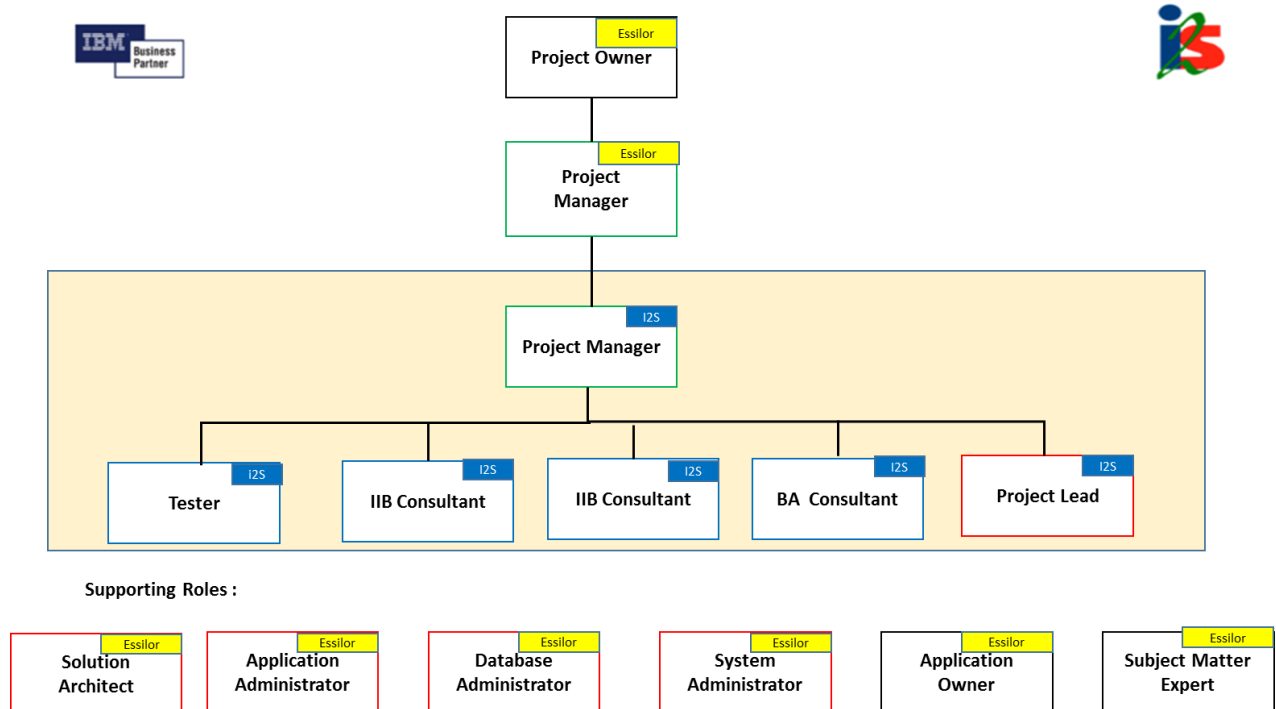 IBM
Business
Partner
i2s
Essilor
Project Owner
Essilor
Project
Manager
I2S
Project Manager
i2S
Tester
I2S
IIB Consultant
I2S
IIB Consultant
I2S
BA Consultant
I2S
Project Lead
Supporting Roles :
Essilor
Solution
Architect
Essilor
Application
Administrator
Essilor
Database
Administrator
Essilor
System
Administrator
Essilor
Application
Owner
Essilor
Subject Matter
Expert